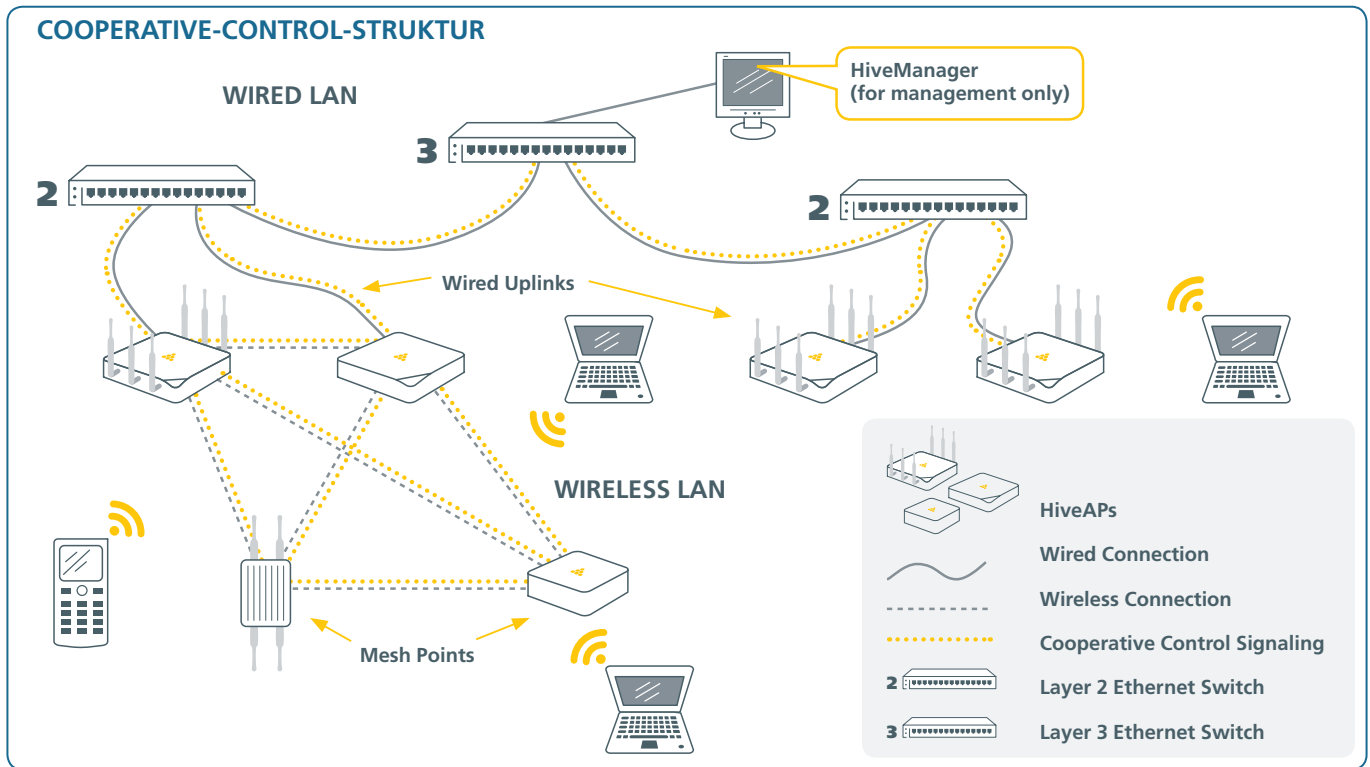 COOPERATIVE-CONTROL-STRUKTUR
WIRED LAN
HiveManager
(for management only)
3
2
2
Wired Uplinks
WIRELESS LAN
Mesh Points
HiveAPs
Wired Connection
Wireless Connection
Cooperative Control Signaling
2 Layer 2 Ethernet Switch
3 Layer 3 Ethernet Switch